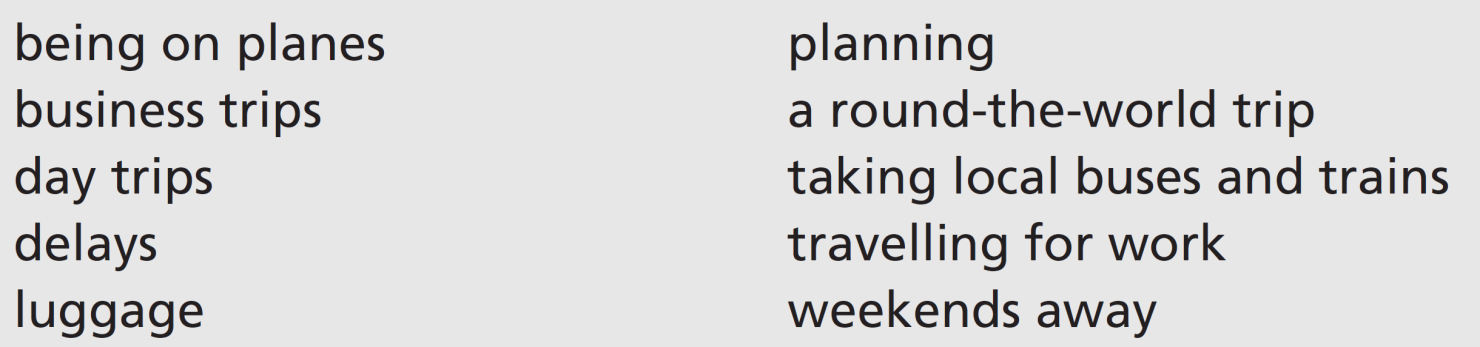 being on planes
business trips
day trips
delays
luggage
planning
a round-the-world trip
taking local buses and trains
travelling for work
weekends away